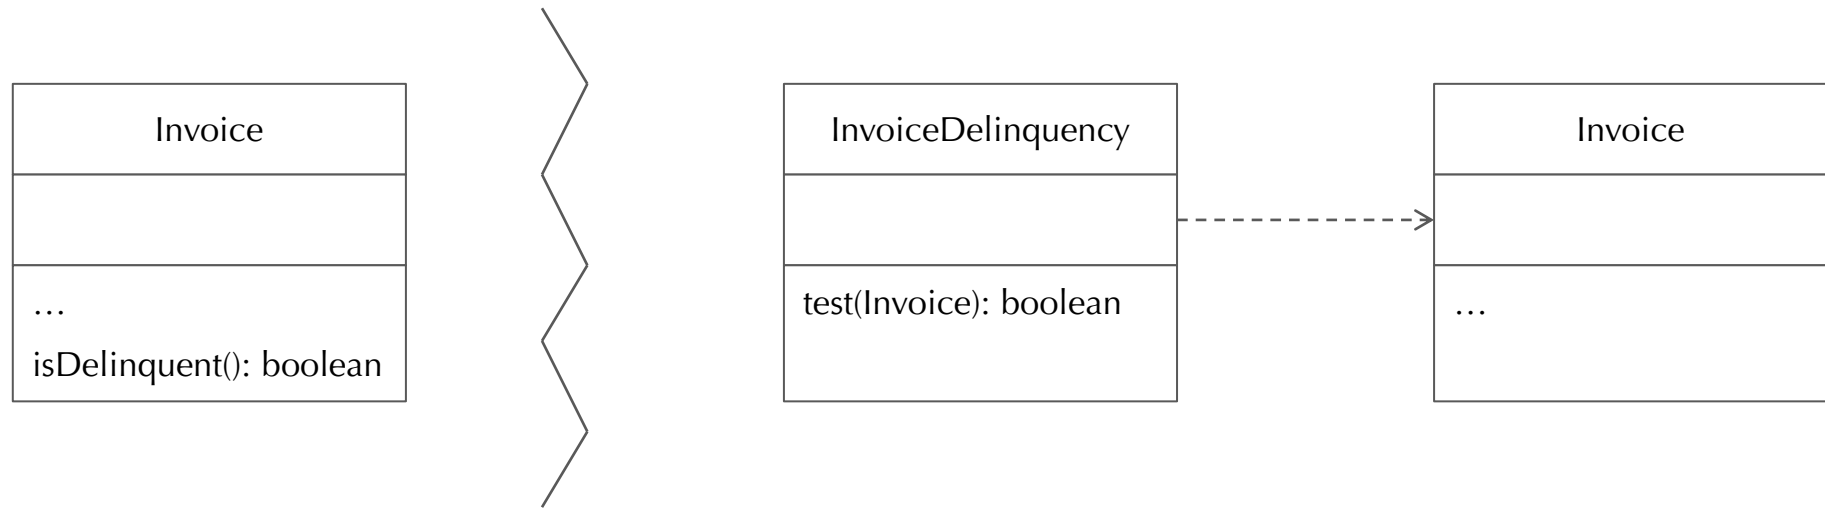 Invoice
…
isDelinquent(): boolean
InvoiceDelinquency
test(Invoice): boolean
Invoice
…